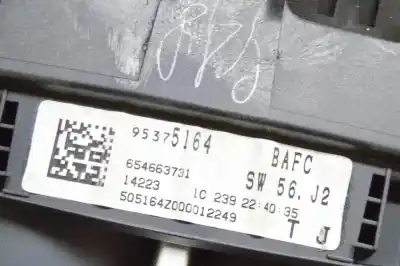 95375164 BAFC
654663731 SW 56. J2
14223 1C 239 22:40:35
505164Z000012249 T J